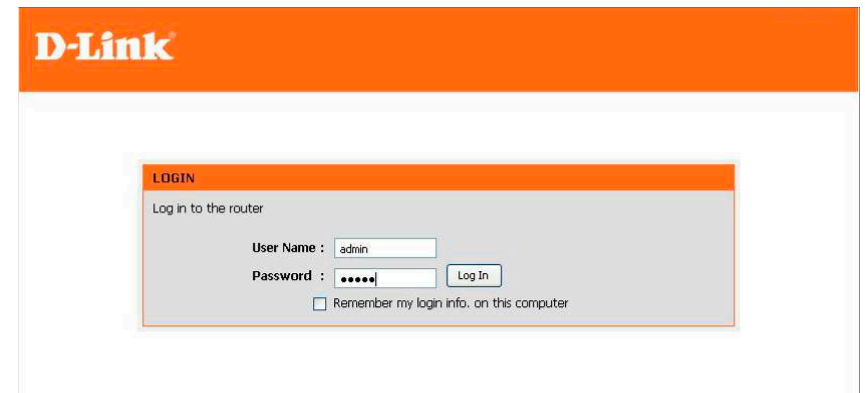 D-Link
LOGIN
Log in to the router
User Name : admin
Password : ●●●●● Log In
Remember my login info. on this computer